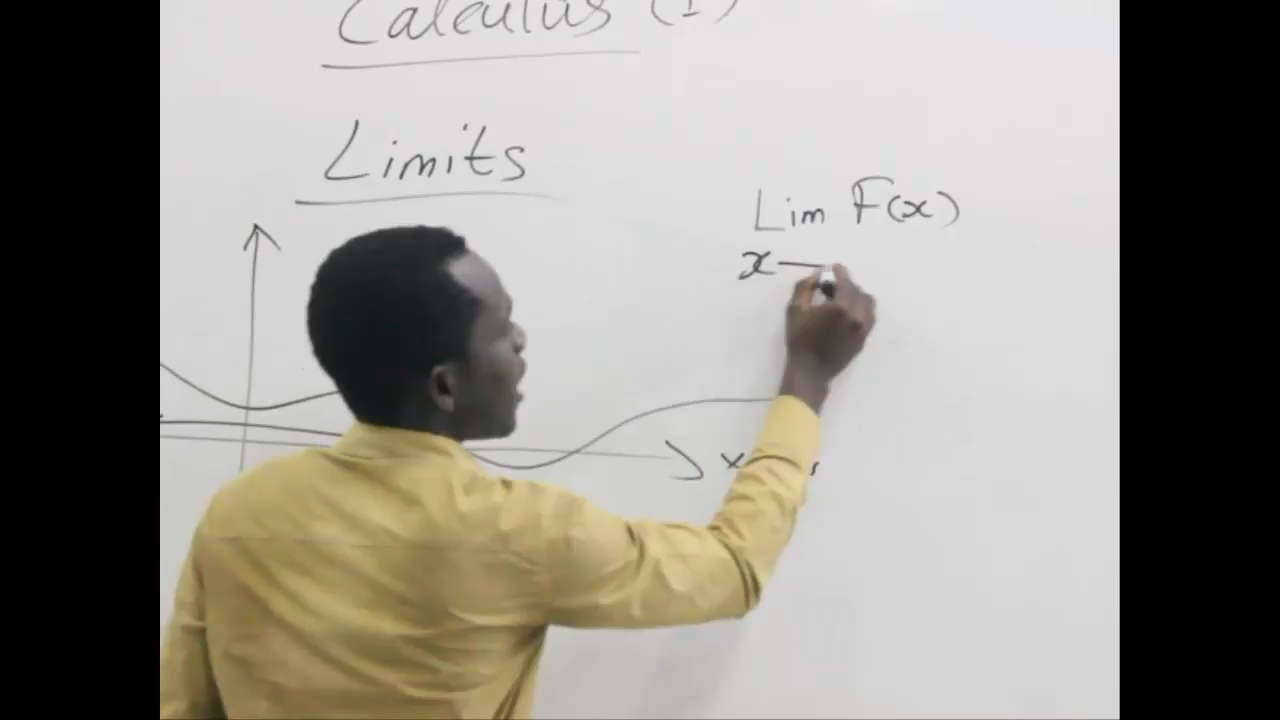 Calculus (I)
Limits
Lim F(x)
x —
x